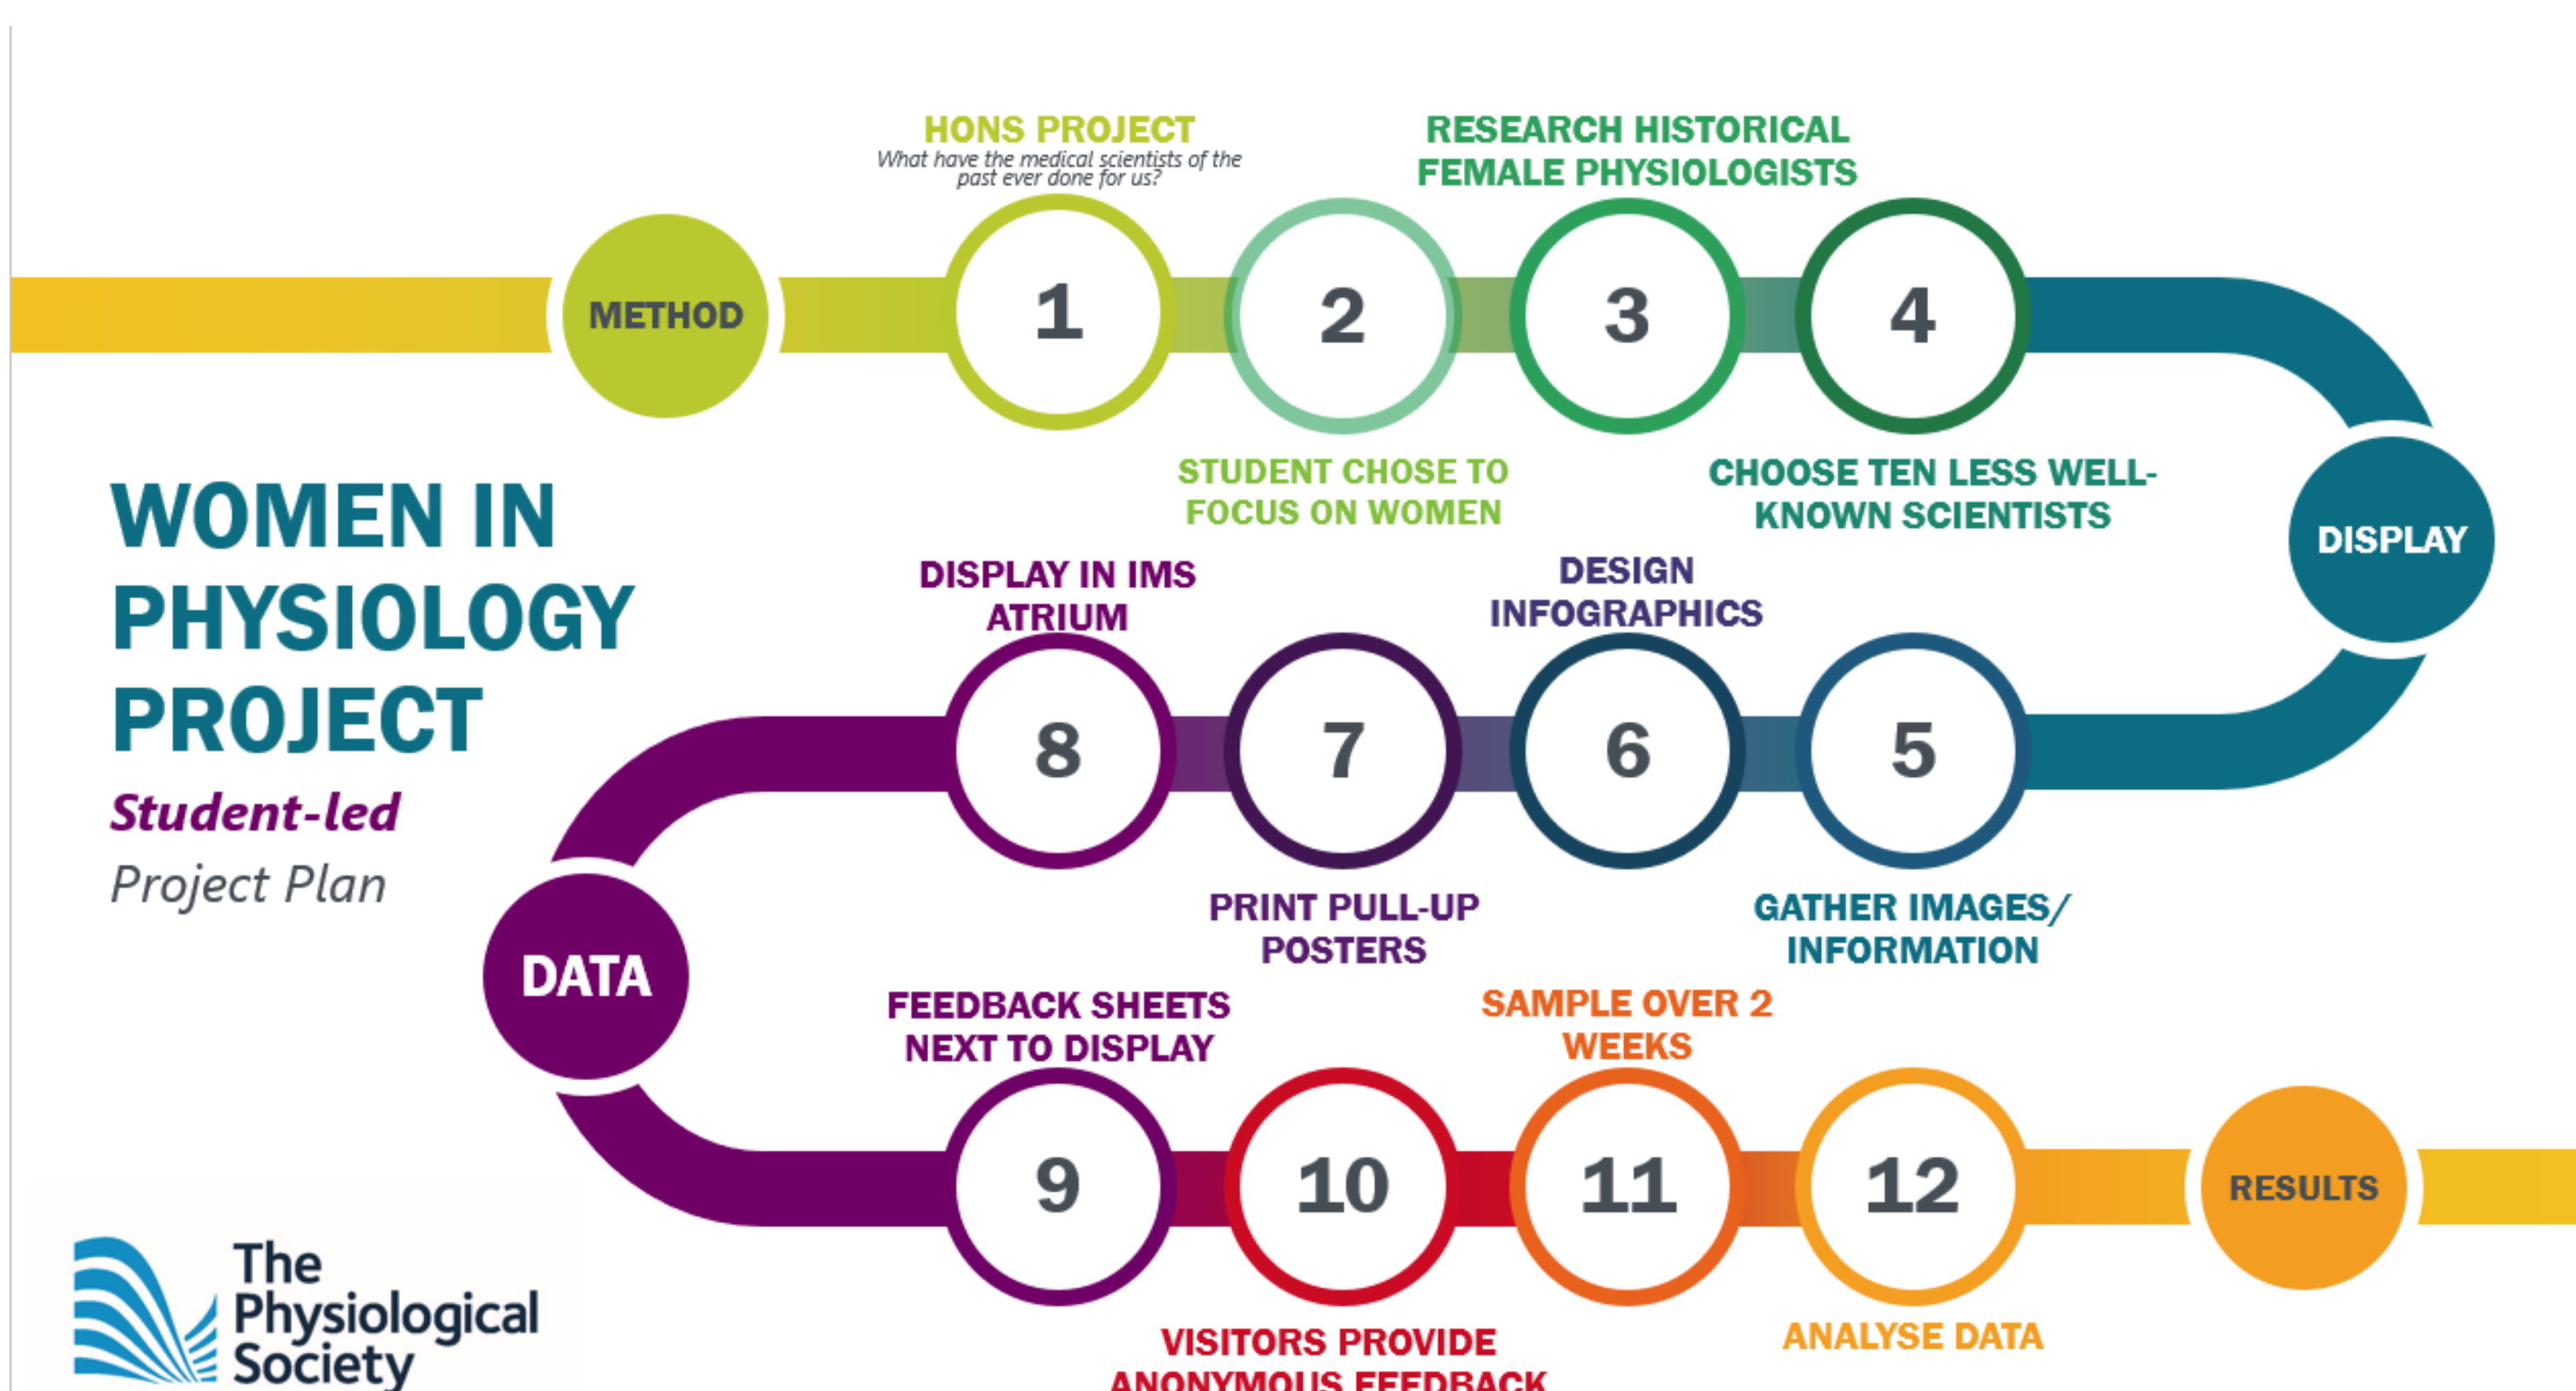 HONS PROJECT
What have the medical scientists of the
past ever done for us?
RESEARCH HISTORICAL
FEMALE PHYSIOLOGISTS
METHOD
1
2
3
4
STUDENT CHOSE TO
FOCUS ON WOMEN
CHOOSE TEN LESS WELL-
KNOWN SCIENTISTS
DISPLAY
WOMEN IN
PHYSIOLOGY
PROJECT
Student-led
Project Plan
DISPLAY IN IMS
ATRIUM
DESIGN
INFOGRAPHICS
8
7
6
5
PRINT PULL-UP
POSTERS
GATHER IMAGES/
INFORMATION
DATA
FEEDBACK SHEETS
NEXT TO DISPLAY
SAMPLE OVER 2
WEEKS
9
10
11
12
RESULTS
VISITORS PROVIDE
ANONYMOUS FEEDBACK
ANALYSE DATA
The
Physiological
Society